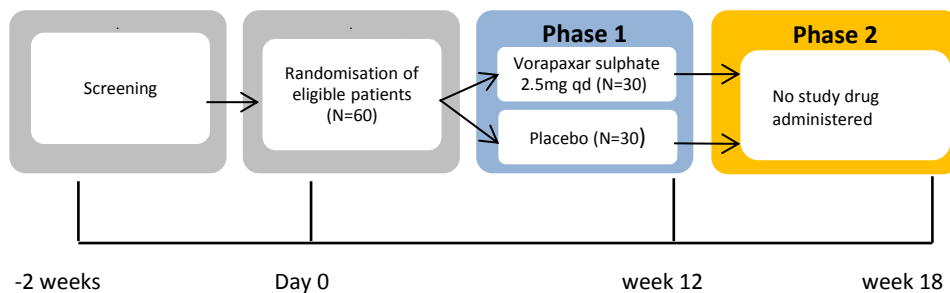 Screening
Randomisation of
eligible patients
(N=60)
Phase 1
Vorapaxar sulphate
2.5mg qd (N=30)
Placebo (N=30)
Phase 2
No study drug
administered
-2 weeks
Day 0
week 12
week 18